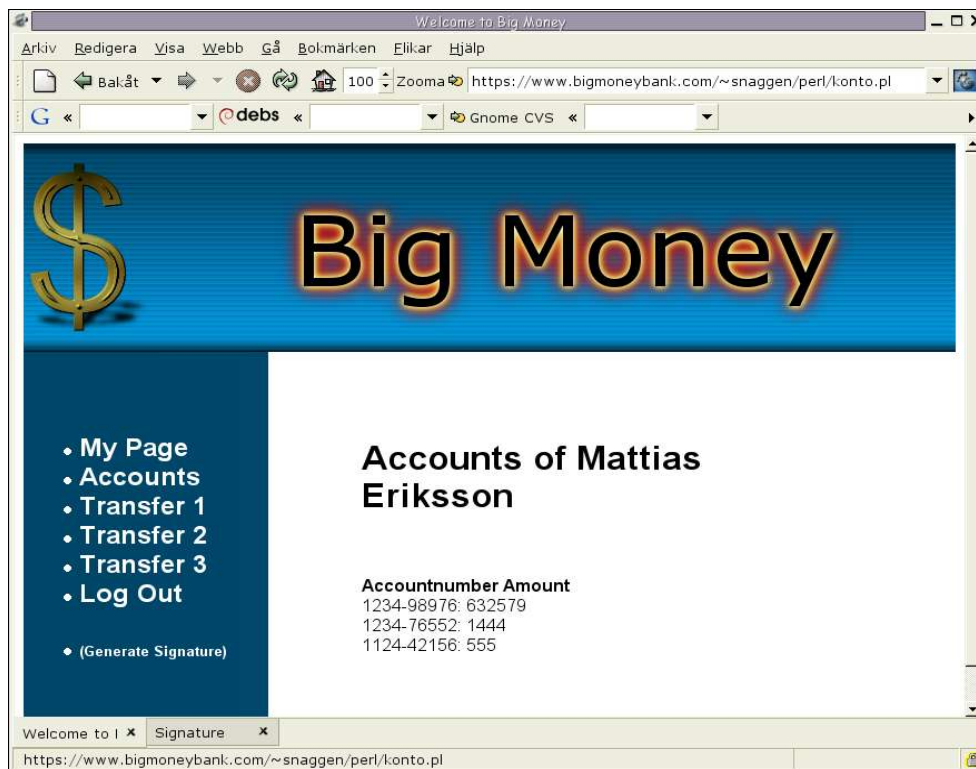 Welcome to Big Money
Arkiv Redigera Visa Webb Gå Bokmärken Flikar Hjälp
Bakåt 100 Zooma https://www.bigmoneybank.com/~snaggen/perl/konto.pl
G « debs « Gnome CVS «
$ Big Money
• My Page
• Accounts
• Transfer 1
• Transfer 2
• Transfer 3
• Log Out
• (Generate Signature)
Accounts of Mattias
Eriksson
Accountnumber Amount
1234-98976: 632579
1234-76552: 1444
1124-42156: 555
Welcome to I Signature
https://www.bigmoneybank.com/~snaggen/perl/konto.pl